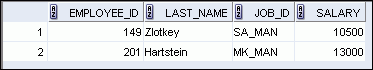 EMPLOYEE_ID LAST_NAME JOB_ID SALARY
1 149 Zlotkey SA_MAN 10500
2 201 Hartstein MK_MAN 13000